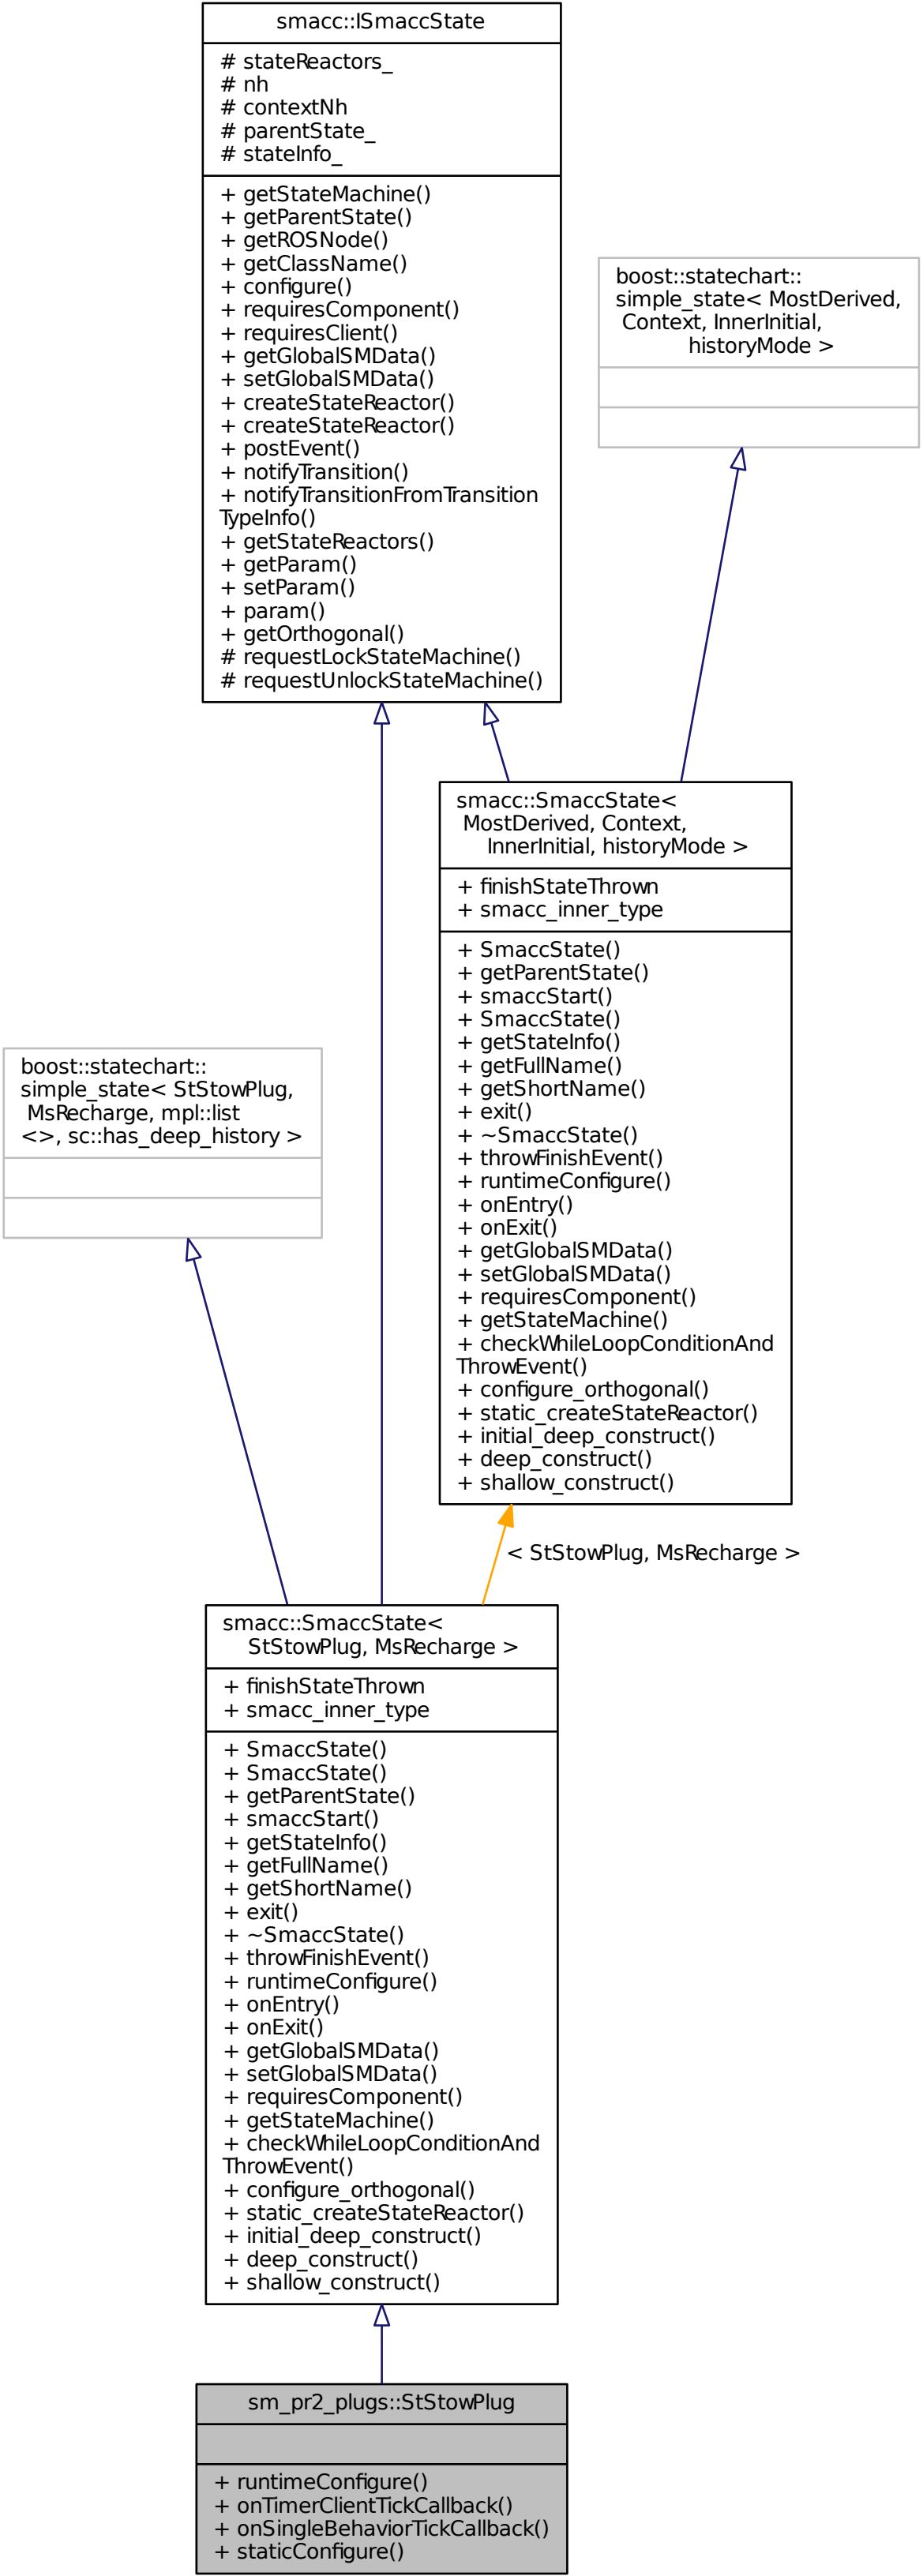 smacc::ISmaccState
# stateReactors_
# nh
# contextNh
# parentState_
# stateInfo_
+ getStateMachine()
+ getParentState()
+ getROSNode()
+ getClassName()
+ configure()
+ requiresComponent()
+ requiresClient()
+ getGlobalSMData()
+ setGlobalSMData()
+ createStateReactor()
+ createStateReactor()
+ postEvent()
+ notifyTransition()
+ notifyTransitionFromTransition
TypeInfo()
+ getStateReactors()
+ getParam()
+ setParam()
+ param()
+ getOrthogonal()
# requestLockStateMachine()
# requestUnlockStateMachine()
boost::statechart::
simple_state< MostDerived,
Context, InnerInitial,
historyMode >
smacc::SmaccState<
MostDerived, Context,
InnerInitial, historyMode >
+ finishStateThrown
+ smacc_inner_type
+ SmaccState()
+ getParentState()
+ smaccStart()
+ SmaccState()
+ getStateInfo()
+ getFullName()
+ getShortName()
+ exit()
+ ~SmaccState()
+ throwFinishEvent()
+ runtimeConfigure()
+ onEntry()
+ onExit()
+ getGlobalSMData()
+ setGlobalSMData()
+ requiresComponent()
+ getStateMachine()
+ checkWhileLoopConditionAnd
ThrowEvent()
+ configure_orthogonal()
+ static_createStateReactor()
+ initial_deep_construct()
+ deep_construct()
+ shallow_construct()
boost::statechart::
simple_state< StStowPlug,
MsRecharge, mpl::list
<>, sc::has_deep_history >
< StStowPlug, MsRecharge >
smacc::SmaccState<
StStowPlug, MsRecharge >
+ finishStateThrown
+ smacc_inner_type
+ SmaccState()
+ SmaccState()
+ getParentState()
+ smaccStart()
+ getStateInfo()
+ getFullName()
+ getShortName()
+ exit()
+ ~SmaccState()
+ throwFinishEvent()
+ runtimeConfigure()
+ onEntry()
+ onExit()
+ getGlobalSMData()
+ setGlobalSMData()
+ requiresComponent()
+ getStateMachine()
+ checkWhileLoopConditionAnd
ThrowEvent()
+ configure_orthogonal()
+ static_createStateReactor()
+ initial_deep_construct()
+ deep_construct()
+ shallow_construct()
sm_pr2_plugs::StStowPlug
+ runtimeConfigure()
+ onTimerClientTickCallback()
+ onSingleBehaviorTickCallback()
+ staticConfigure()